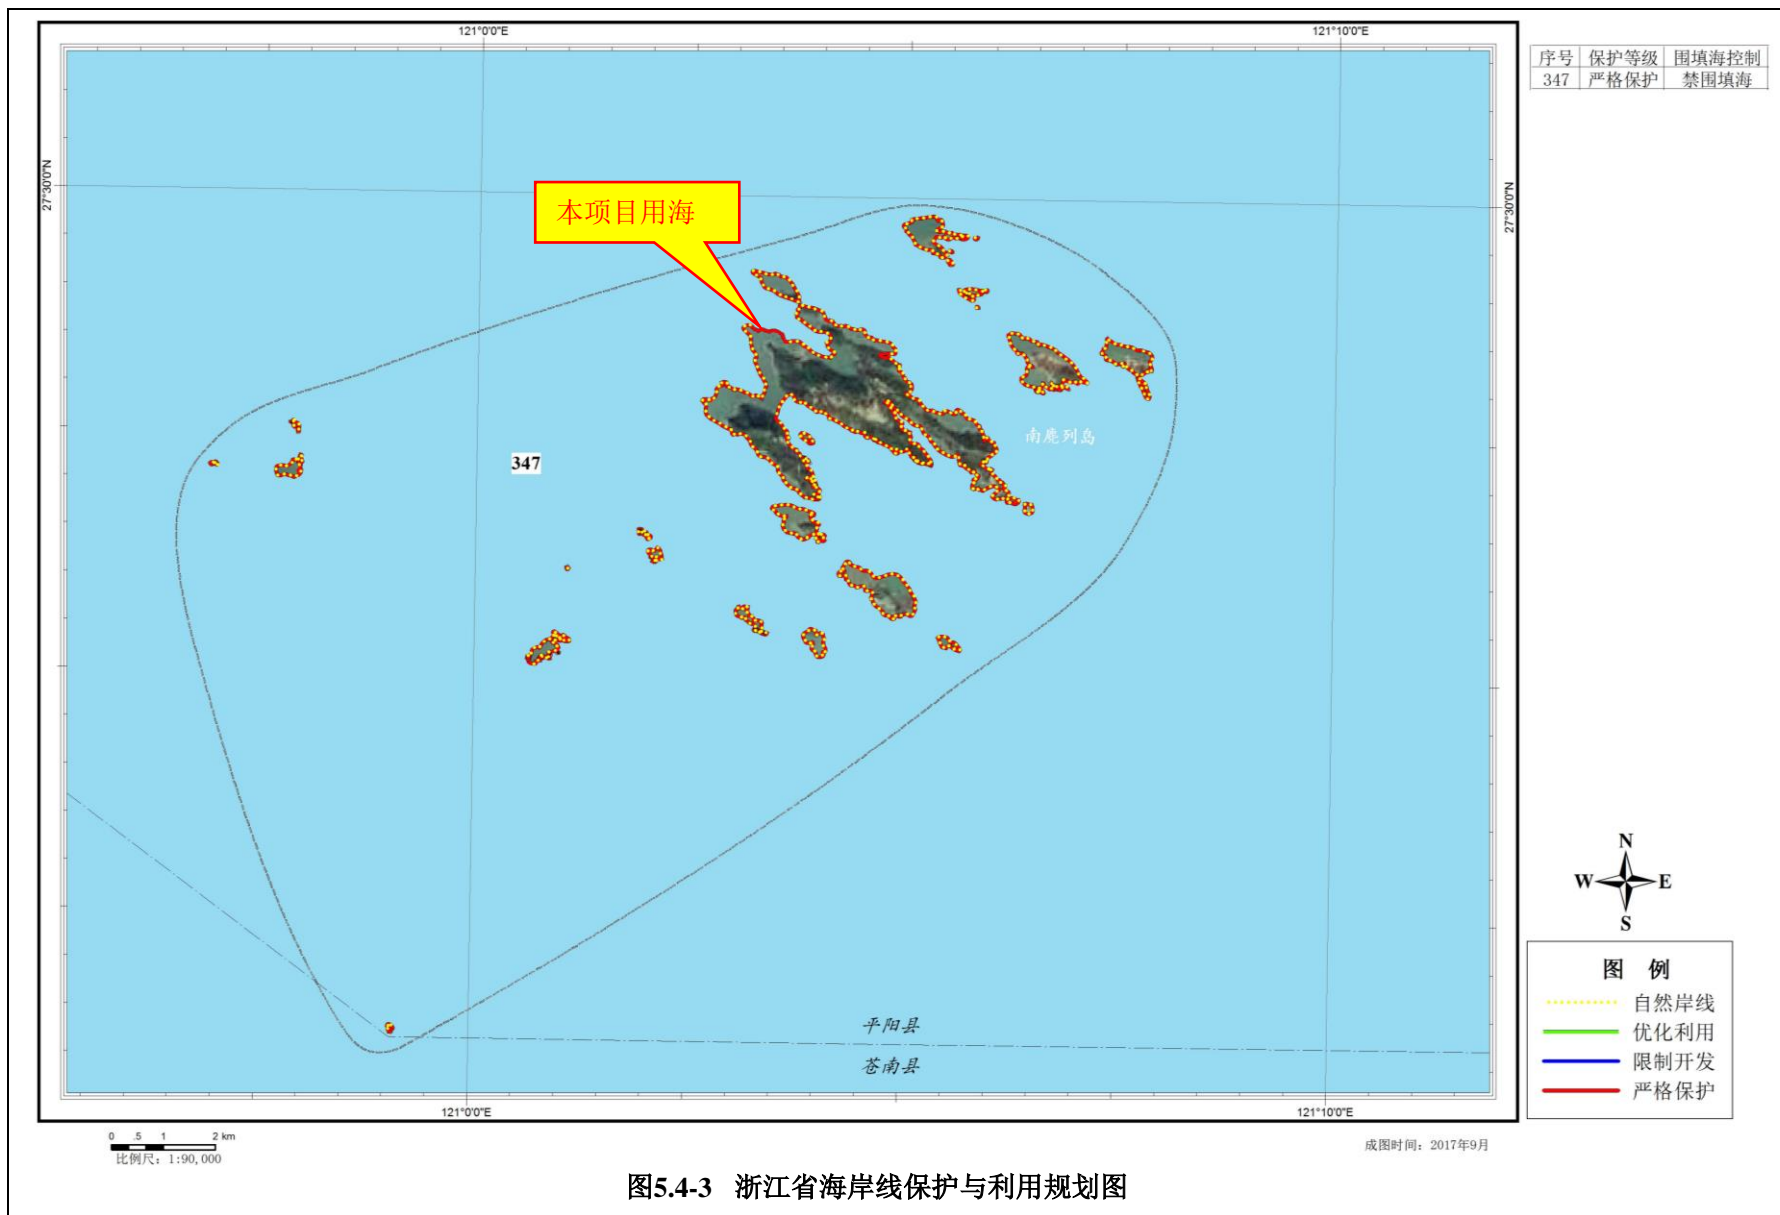 121°0'0"E
121°10'0"E
序号 保护等级 围填海控制
347 严格保护 禁围填海
27°30'0"N
27°30'0"N
本项目用海
南鹿列岛
347
N
W E
S
图 例
自然岸线
优化利用
限制开发
严格保护
平阳县
苍南县
121°0'0"E
121°10'0"E
0 .5 1 2 km
比例尺：1:90,000
成图时间：2017年9月
图5.4-3 浙江省海岸线保护与利用规划图